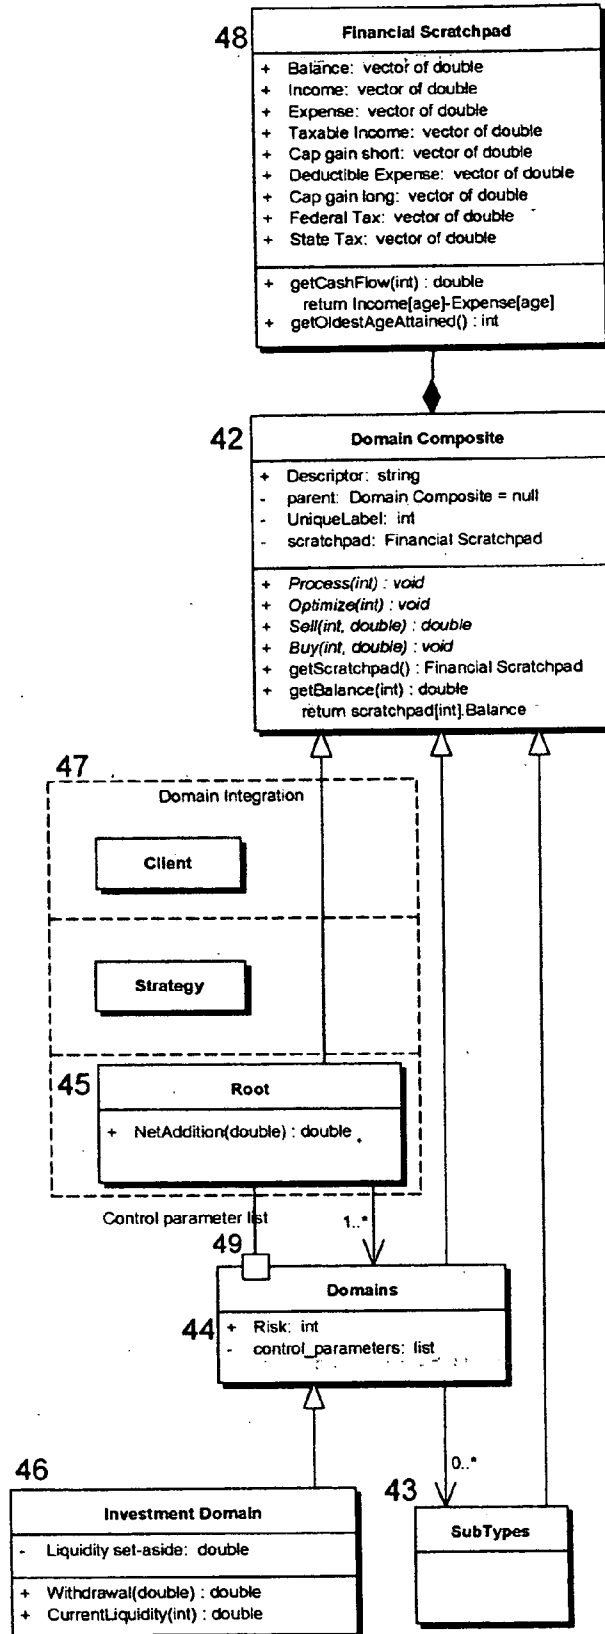 48
Financial Scratchpad
+ Balance: vector of double
+ Income: vector of double
+ Expense: vector of double
+ Taxable Income: vector of double
+ Cap gain short: vector of double
+ Deductible Expense: vector of double
+ Cap gain long: vector of double
+ Federal Tax: vector of double
+ State Tax: vector of double
+ getCashFlow(int) : double
return Income[age]-Expense[age]
+ getOldestAgeAttained() : int
42
Domain Composite
+ Descriptor: string
- parent: Domain Composite = null
- UniqueLabel: int
- scratchpad: Financial Scratchpad
+ Process(int) : void
+ Optimize(int) : void
+ Sell(int, double) : double
+ Buy(int, double) : void
+ getScratchpad() : Financial Scratchpad
+ getBalance(int) : double
return scratchpad[int].Balance
47
Domain Integration
Client
Strategy
45
Root
+ NetAddition(double) : double
Control parameter list
1..*
49
Domains
44
+ Risk: int
- control_parameters: list
0..*
46
43
Investment Domain
- Liquidity set-aside: double
+ Withdrawal(double) : double
+ CurrentLiquidity(int) : double
SubTypes